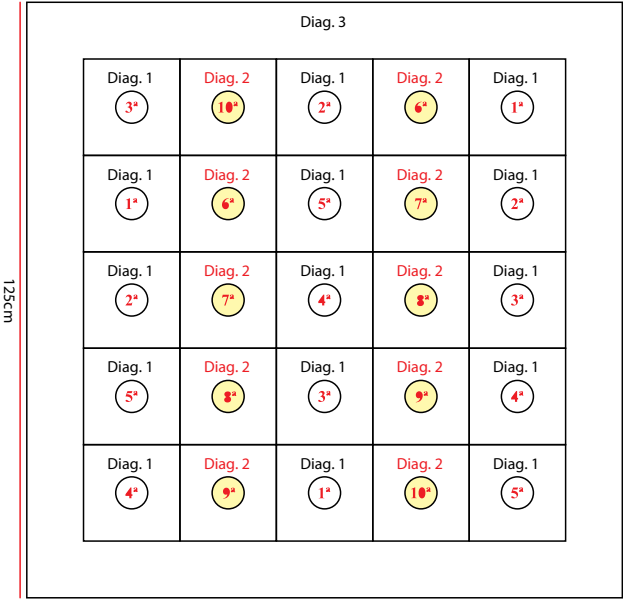 Diag. 3
Diag. 1 Diag. 2 Diag. 1 Diag. 2 Diag. 1
3ª 10ª 2ª 6ª 1ª
Diag. 1 Diag. 2 Diag. 1 Diag. 2 Diag. 1
1ª 6ª 5ª 7ª 2ª
Diag. 1 Diag. 2 Diag. 1 Diag. 2 Diag. 1
2ª 7ª 4ª 8ª 3ª
125cm
Diag. 1 Diag. 2 Diag. 1 Diag. 2 Diag. 1
5ª 8ª 3ª 9ª 4ª
Diag. 1 Diag. 2 Diag. 1 Diag. 2 Diag. 1
4ª 9ª 1ª 10ª 5ª